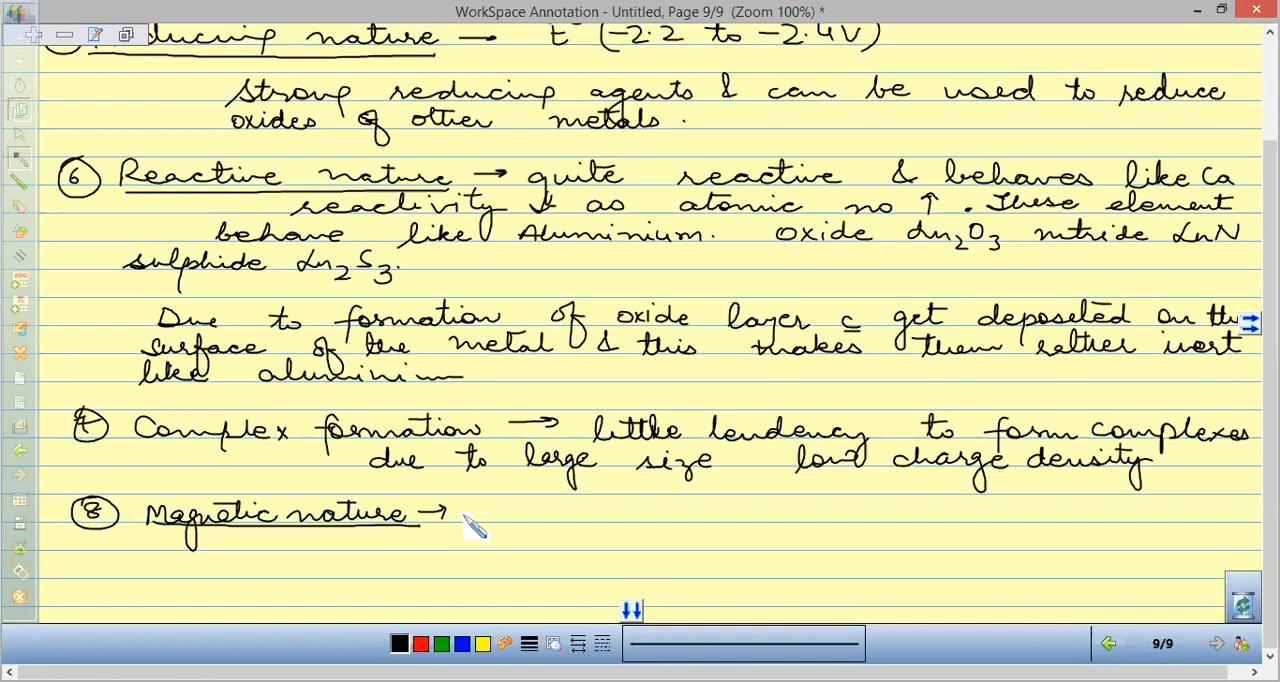 WorkSpace Annotation - Untitled, Page 9/9 (Zoom 100%) *
nature → E° (-2.2 to -2.4V)
Strong reducing agents & can be used to reduce
oxides of other metals.
⑥ Reactive nature → quite reactive & behaves like Ca
reactivity ↓ as atomic no ↑. These element
behave like Aluminium. Oxide Ln₂O₃ nitride LnN
sulphide Ln₂S₃.
Due to formation of oxide layer c̲ get deposited on the
surface of the metal & this makes them rather inert
like aluminium
⑦ Complex formation → little tendency to form complexes
due to large size low charge density
⑧ Magnetic nature →
9/9